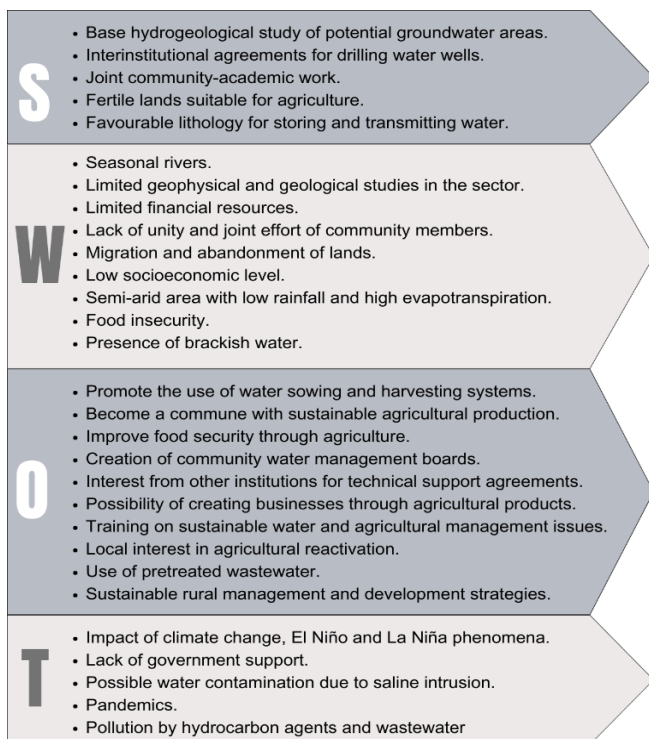 S
• Base hydrogeological study of potential groundwater areas.
• Interinstitutional agreements for drilling water wells.
• Joint community-academic work.
• Fertile lands suitable for agriculture.
• Favourable lithology for storing and transmitting water.
W
• Seasonal rivers.
• Limited geophysical and geological studies in the sector.
• Limited financial resources.
• Lack of unity and joint effort of community members.
• Migration and abandonment of lands.
• Low socioeconomic level.
• Semi-arid area with low rainfall and high evapotranspiration.
• Food insecurity.
• Presence of brackish water.
O
• Promote the use of water sowing and harvesting systems.
• Become a commune with sustainable agricultural production.
• Improve food security through agriculture.
• Creation of community water management boards.
• Interest from other institutions for technical support agreements.
• Possibility of creating businesses through agricultural products.
• Training on sustainable water and agricultural management issues.
• Local interest in agricultural reactivation.
• Use of pretreated wastewater.
• Sustainable rural management and development strategies.
T
• Impact of climate change, El Niño and La Niña phenomena.
• Lack of government support.
• Possible water contamination due to saline intrusion.
• Pandemics.
• Pollution by hydrocarbon agents and wastewater